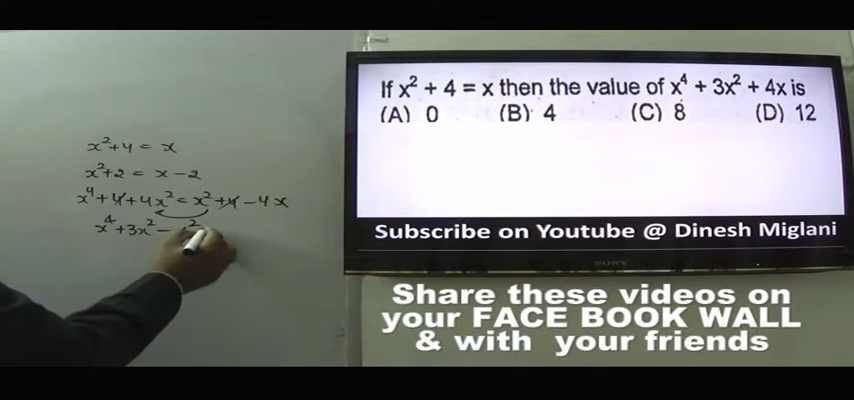 x² + 4 = x
x² + 2 = x - 2
x⁴ + 4 + 4x² = x² + 4 - 4x
x⁴ + 3x² -
If x² + 4 = x then the value of x⁴ + 3x² + 4x is
(A) 0 (B) 4 (C) 8 (D) 12
Subscribe on Youtube @ Dinesh Miglani
SONY
Share these videos on
your FACE BOOK WALL
& with your friends